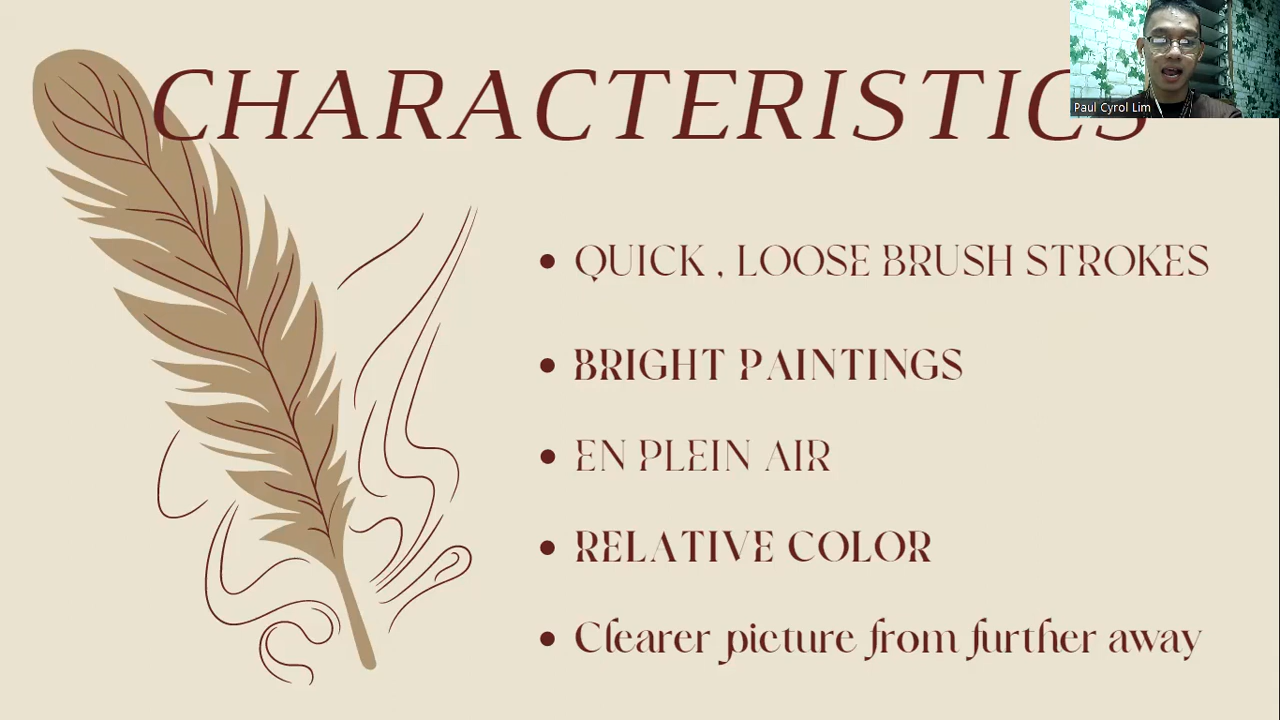 CHARACTERISTICS
Paul Cyrol Lim
QUICK , LOOSE BRUSH STROKES
BRIGHT PAINTINGS
EN PLEIN AIR
RELATIVE COLOR
Clearer picture from further away